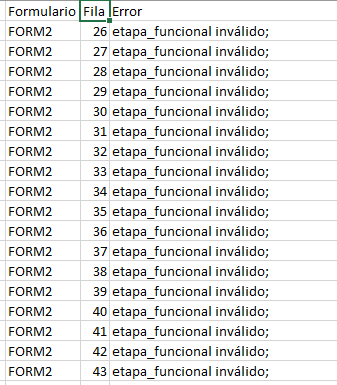 Formulario Fila Error
FORM2 26 etapa_funcional inválido;
FORM2 27 etapa_funcional inválido;
FORM2 28 etapa_funcional inválido;
FORM2 29 etapa_funcional inválido;
FORM2 30 etapa_funcional inválido;
FORM2 31 etapa_funcional inválido;
FORM2 32 etapa_funcional inválido;
FORM2 33 etapa_funcional inválido;
FORM2 34 etapa_funcional inválido;
FORM2 35 etapa_funcional inválido;
FORM2 36 etapa_funcional inválido;
FORM2 37 etapa_funcional inválido;
FORM2 38 etapa_funcional inválido;
FORM2 39 etapa_funcional inválido;
FORM2 40 etapa_funcional inválido;
FORM2 41 etapa_funcional inválido;
FORM2 42 etapa_funcional inválido;
FORM2 43 etapa_funcional inválido;